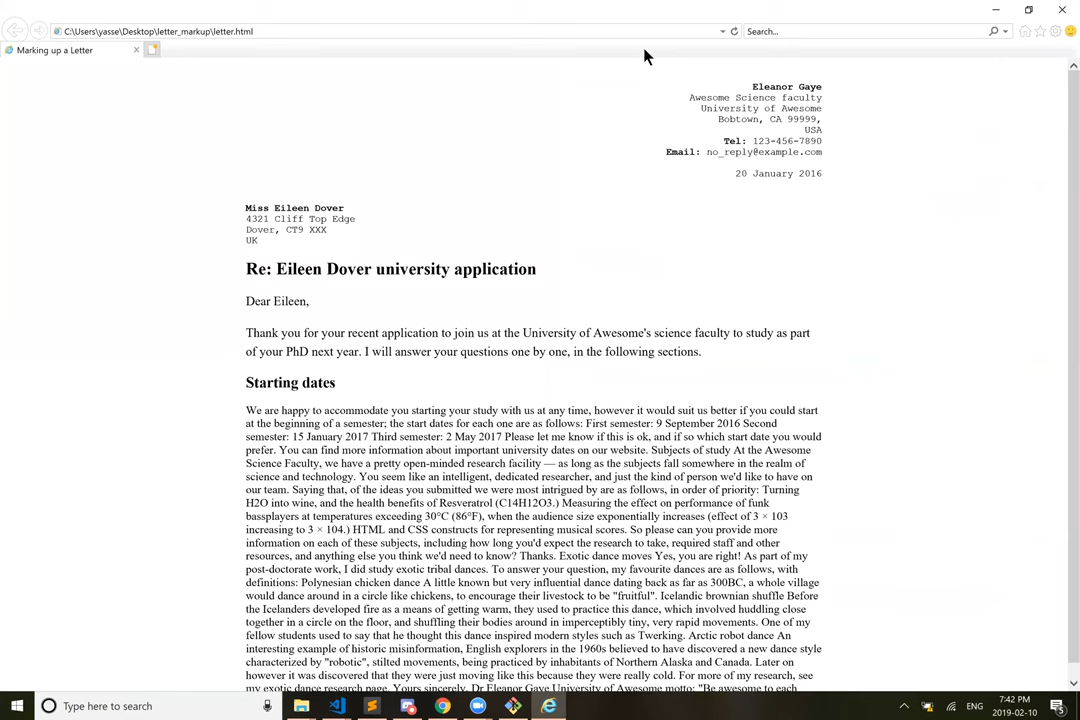 C:\Users\yasse\Desktop\letter_markup\letter.html
Search...
Marking up a Letter
Eleanor Gaye
Awesome Science faculty
University of Awesome
Bobtown, CA 99999,
USA
Tel: 123-456-7890
Email: no_reply@example.com
20 January 2016
Miss Eileen Dover
4321 Cliff Top Edge
Dover, CT9 XXX
UK
Re: Eileen Dover university application
Dear Eileen,
Thank you for your recent application to join us at the University of Awesome's science faculty to study as part
of your PhD next year. I will answer your questions one by one, in the following sections.
Starting dates
We are happy to accommodate you starting your study with us at any time, however it would suit us better if you could start
at the beginning of a semester; the start dates for each one are as follows: First semester: 9 September 2016 Second
semester: 15 January 2017 Third semester: 2 May 2017 Please let me know if this is ok, and if so which start date you would
prefer. You can find more information about important university dates on our website. Subjects of study At the Awesome
Science Faculty, we have a pretty open-minded research facility — as long as the subjects fall somewhere in the realm of
science and technology. You seem like an intelligent, dedicated researcher, and just the kind of person we'd like to have on
our team. Saying that, of the ideas you submitted we were most intrigued by are as follows, in order of priority: Turning
H2O into wine, and the health benefits of Resveratrol (C14H12O3.) Measuring the effect on performance of funk
bassplayers at temperatures exceeding 30°C (86°F), when the audience size exponentially increases (effect of 3 × 103
increasing to 3 × 104.) HTML and CSS constructs for representing musical scores. So please can you provide more
information on each of these subjects, including how long you'd expect the research to take, required staff and other
resources, and anything else you think we'd need to know? Thanks. Exotic dance moves Yes, you are right! As part of my
post-doctorate work, I did study exotic tribal dances. To answer your question, my favourite dances are as follows, with
definitions: Polynesian chicken dance A little known but very influential dance dating back as far as 300BC, a whole village
would dance around in a circle like chickens, to encourage their livestock to be "fruitful". Icelandic brownian shuffle Before
the Icelanders developed fire as a means of getting warm, they used to practice this dance, which involved huddling close
together in a circle on the floor, and shuffling their bodies around in imperceptibly tiny, very rapid movements. One of my
fellow students used to say that he thought this dance inspired modern styles such as Twerking. Arctic robot dance An
interesting example of historic misinformation, English explorers in the 1960s believed to have discovered a new dance style
characterized by "robotic", stilted movements, being practiced by inhabitants of Northern Alaska and Canada. Later on
however it was discovered that they were just moving like this because they were really cold. For more of my research, see
my exotic dance research page. Yours sincerely, Dr Eleanor Gaye University of Awesome motto: "Be awesome to each
Type here to search
ENG
7:42 PM
2019-02-10
5